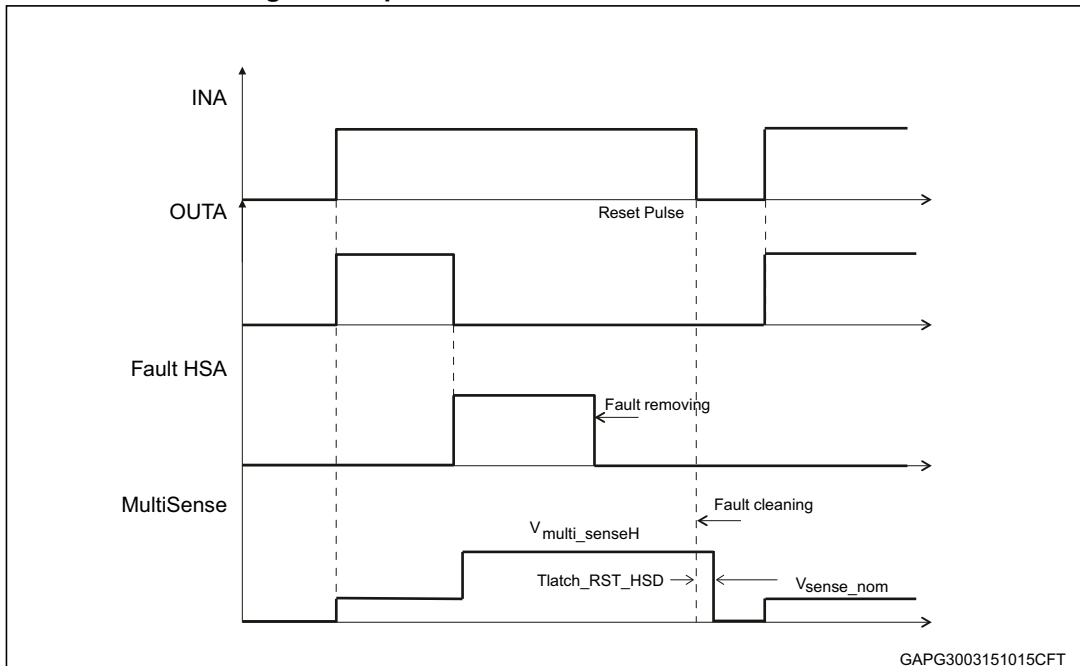 INA
Reset Pulse
OUTA
Fault HSA
Fault removing
MultiSense
Fault cleaning
Vmulti_senseH
Tlatch_RST_HSD
Vsense_nom
GAPG3003151015CFT